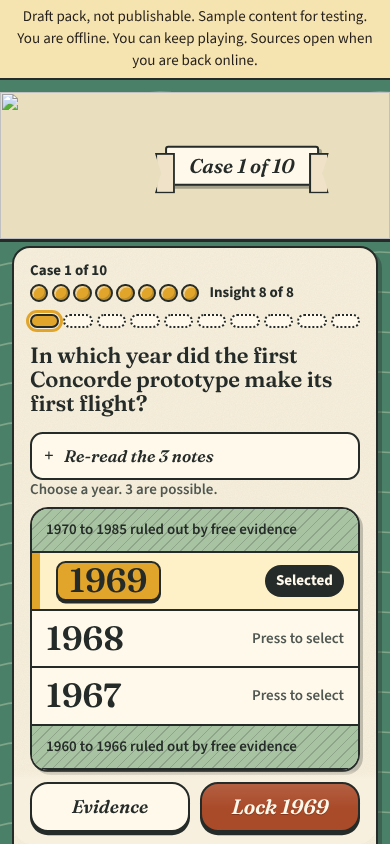 Draft pack, not publishable. Sample content for testing.
You are offline. You can keep playing. Sources open when
you are back online.
Case 1 of 10
Case 1 of 10
Insight 8 of 8
In which year did the first
Concorde prototype make its
first flight?
+ Re-read the 3 notes
Choose a year. 3 are possible.
1970 to 1985 ruled out by free evidence
1969 Selected
1968 Press to select
1967 Press to select
1960 to 1966 ruled out by free evidence
Evidence Lock 1969